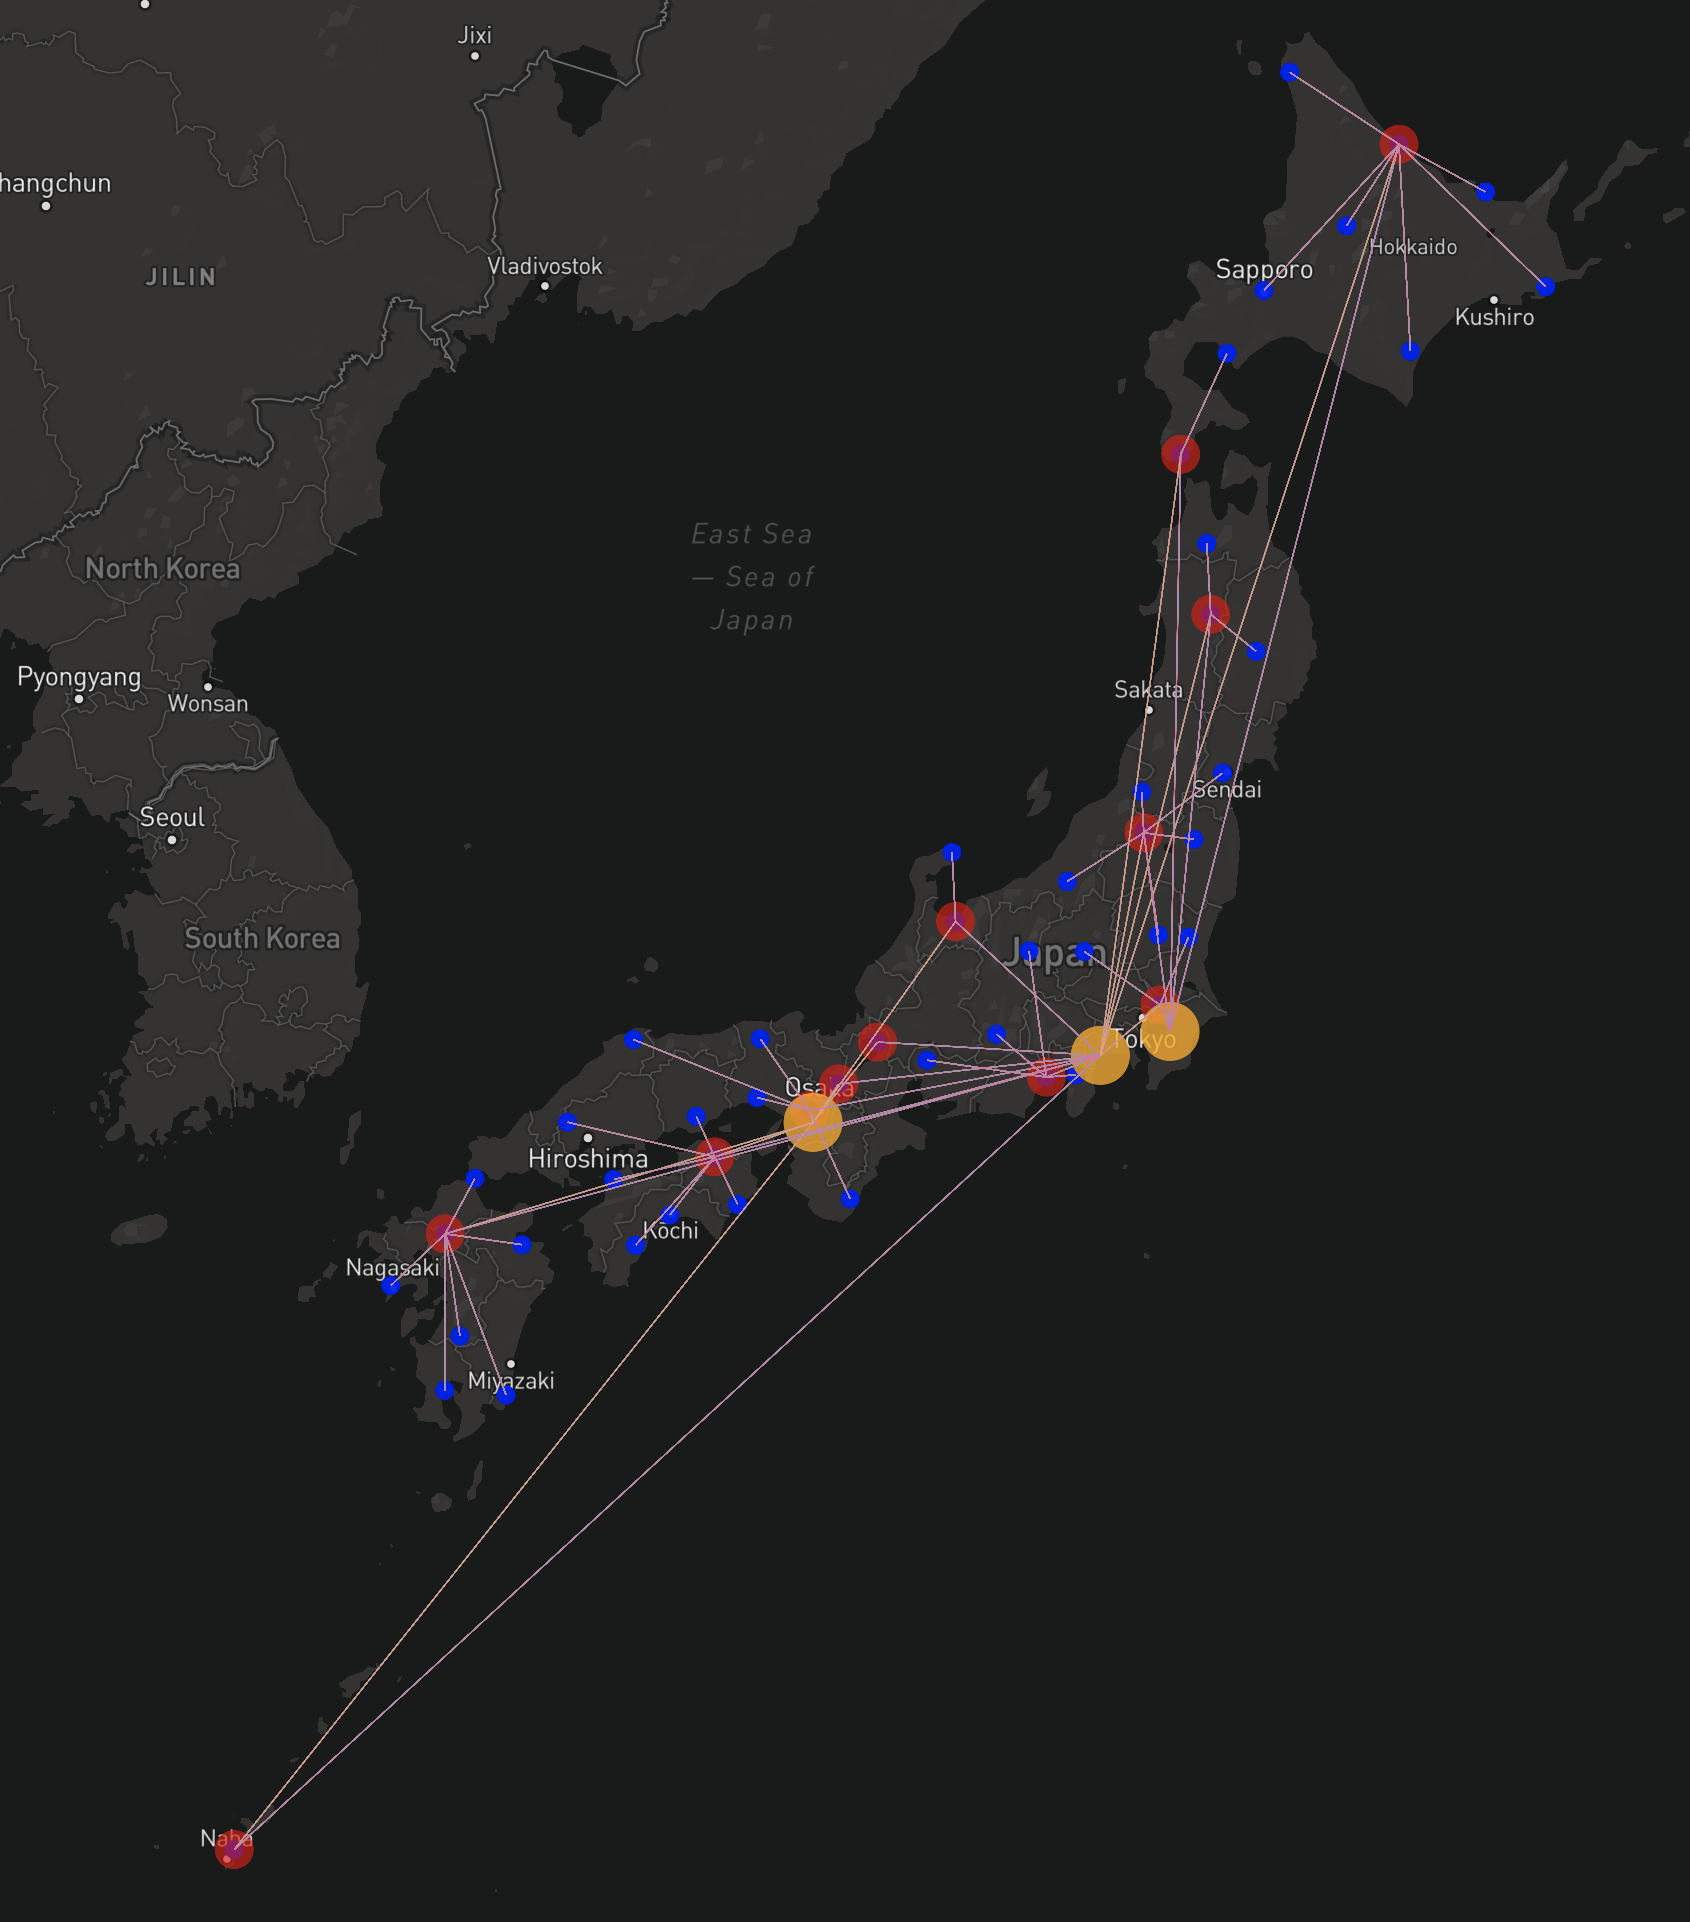 Jixi
hangchun
Vladivostok
JILIN
Hokkaido
Sapporo
Kushiro
East Sea
— Sea of
Japan
North Korea
Pyongyang
Wonsan
Sakata
Sendai
Seoul
South Korea
Japan
Tokyo
Osaka
Hiroshima
Kōchi
Nagasaki
Miyazaki
Naha